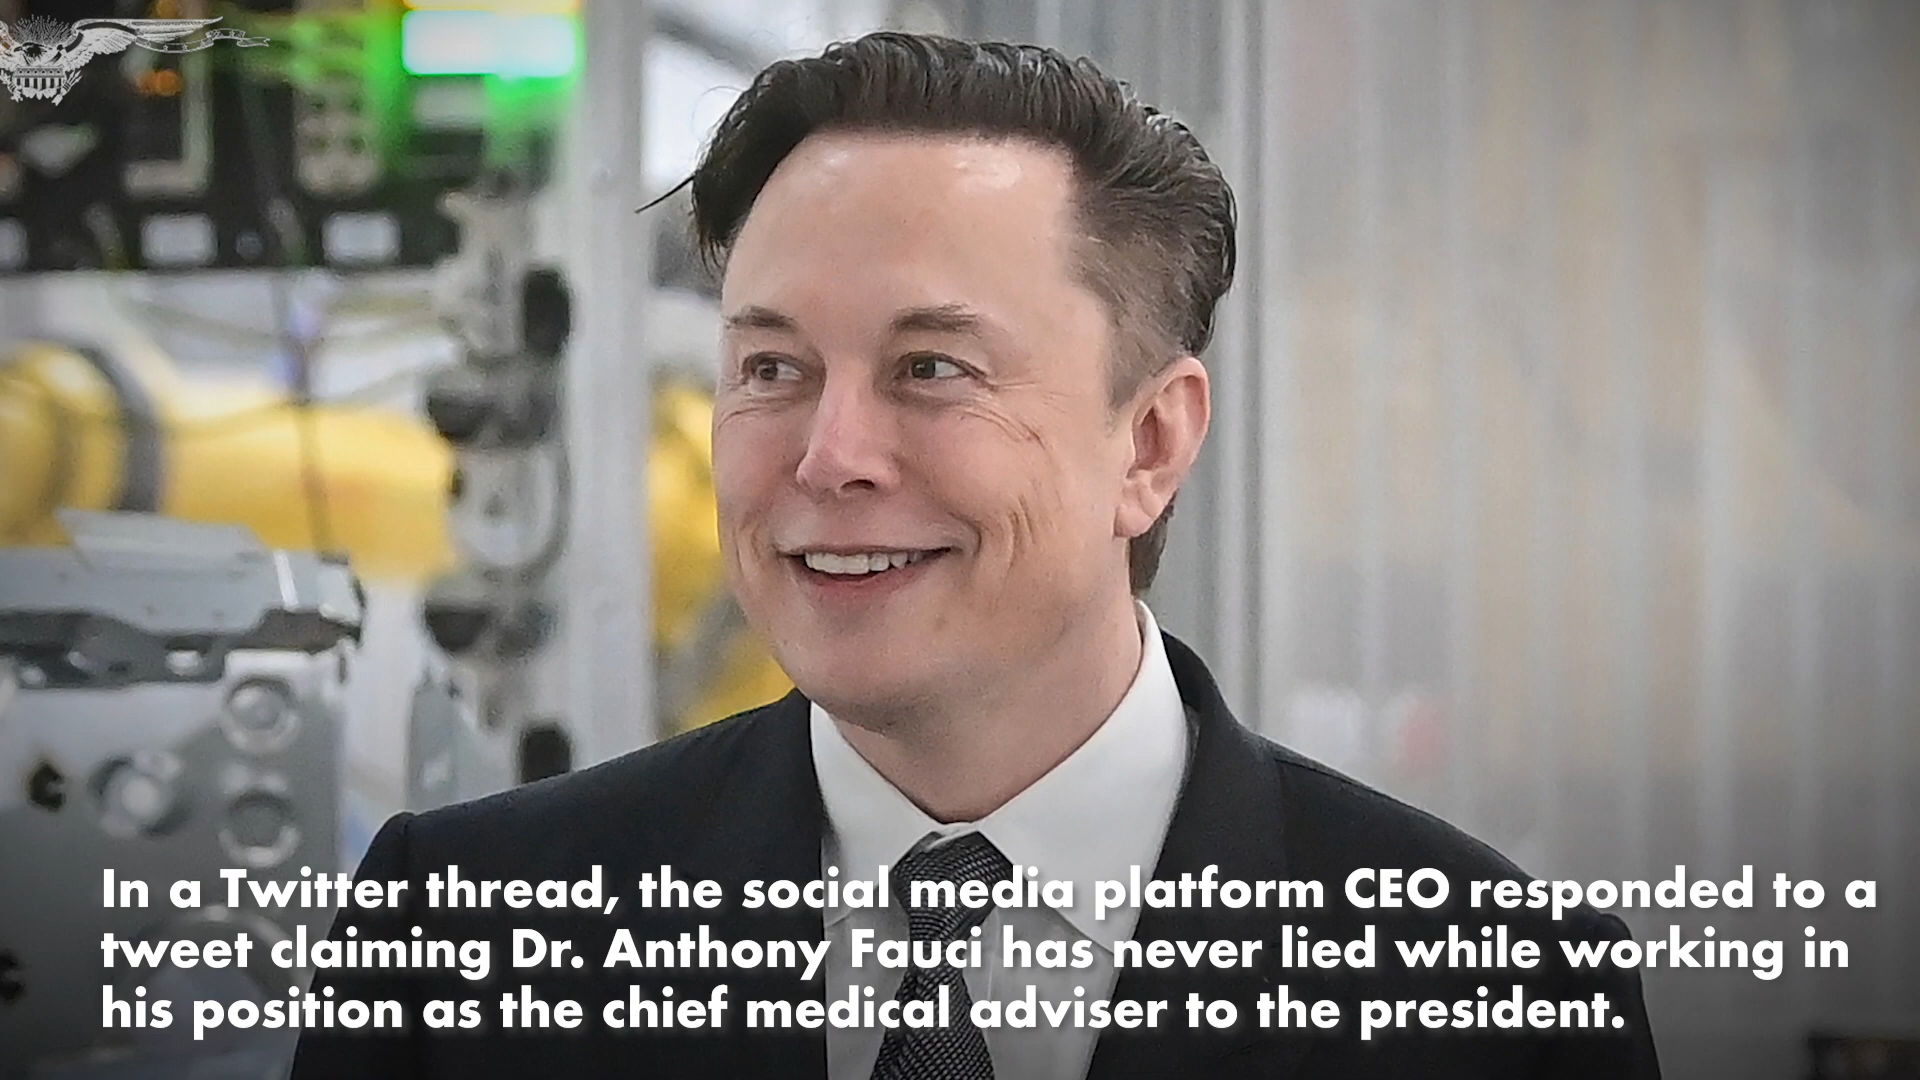 In a Twitter thread, the social media platform CEO responded to a
tweet claiming Dr. Anthony Fauci has never lied while working in
his position as the chief medical adviser to the president.